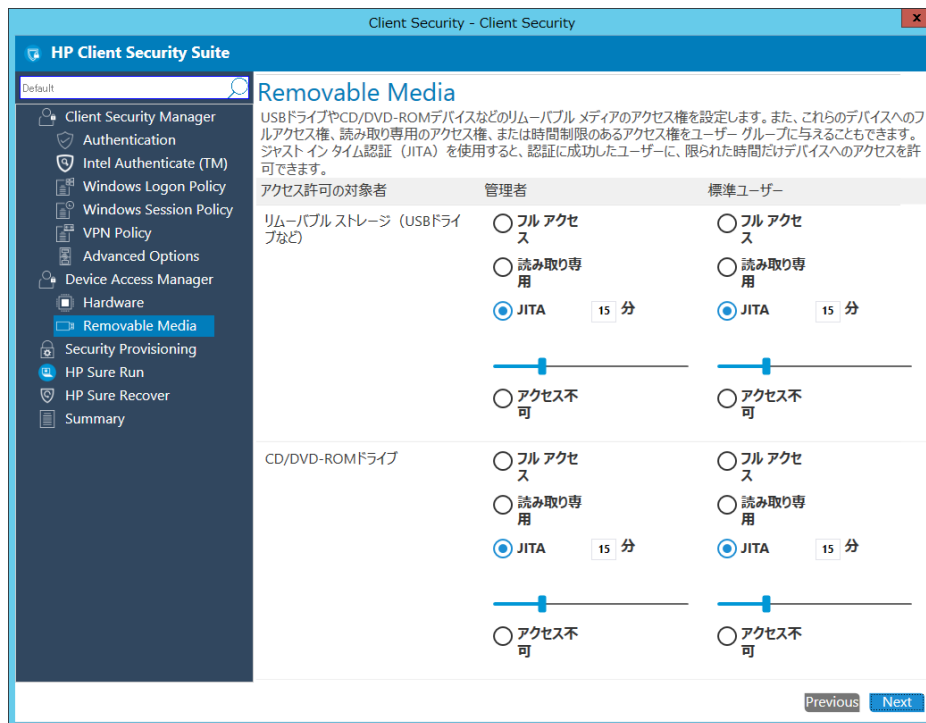 Client Security - Client Security
x
HP Client Security Suite
Default
Client Security Manager
Authentication
Intel Authenticate (TM)
Windows Logon Policy
Windows Session Policy
VPN Policy
Advanced Options
Device Access Manager
Hardware
Removable Media
Security Provisioning
HP Sure Run
HP Sure Recover
Summary
Removable Media
USBドライブやCD/DVD-ROMデバイスなどのリムーバブル メディアのアクセス権を設定します。また、これらのデバイスへのフ
ルアクセス権、読み取り専用のアクセス権、または時間制限のあるアクセス権をユーザー グループに与えることもできます。
ジャスト イン タイム認証（JITA）を使用すると、認証に成功したユーザーに、限られた時間だけデバイスへのアクセスを許
可できます。
アクセス許可の対象者 管理者 標準ユーザー
リムーバブル ストレージ（USBドライ
ブなど）
フル アクセ
ス
読み取り専
用
JITA 15 分
アクセス不
可
フル アクセ
ス
読み取り専
用
JITA 15 分
アクセス不
可
CD/DVD-ROMドライブ
フル アクセ
ス
読み取り専
用
JITA 15 分
アクセス不
可
フル アクセ
ス
読み取り専
用
JITA 15 分
アクセス不
可
Previous Next